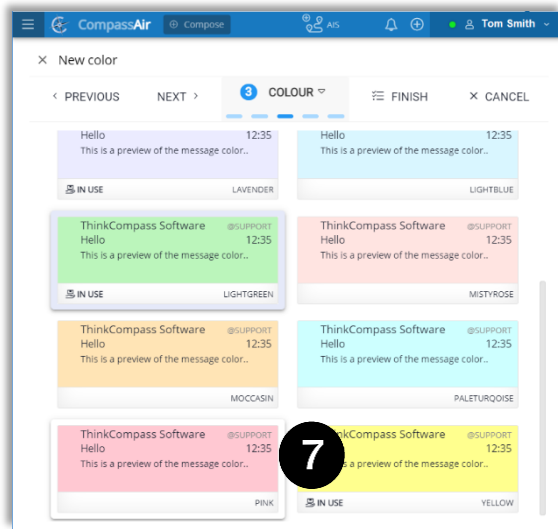 CompassAir Compose AIS Tom Smith
× New color
< PREVIOUS NEXT > 3 COLOUR FINISH × CANCEL
Hello 12:35
This is a preview of the message color..
IN USE LAVENDER
Hello 12:35
This is a preview of the message color..
LIGHTBLUE
ThinkCompass Software @SUPPORT
Hello 12:35
This is a preview of the message color..
IN USE LIGHTGREEN
ThinkCompass Software @SUPPORT
Hello 12:35
This is a preview of the message color..
MISTYROSE
ThinkCompass Software @SUPPORT
Hello 12:35
This is a preview of the message color..
MOCCASIN
ThinkCompass Software @SUPPORT
Hello 12:35
This is a preview of the message color..
PALETURQOISE
ThinkCompass Software @SUPPORT
Hello 12:35
This is a preview of the message color..
PINK
7
Compass Software @SUPPORT
12:35
is a preview of the message color..
IN USE YELLOW